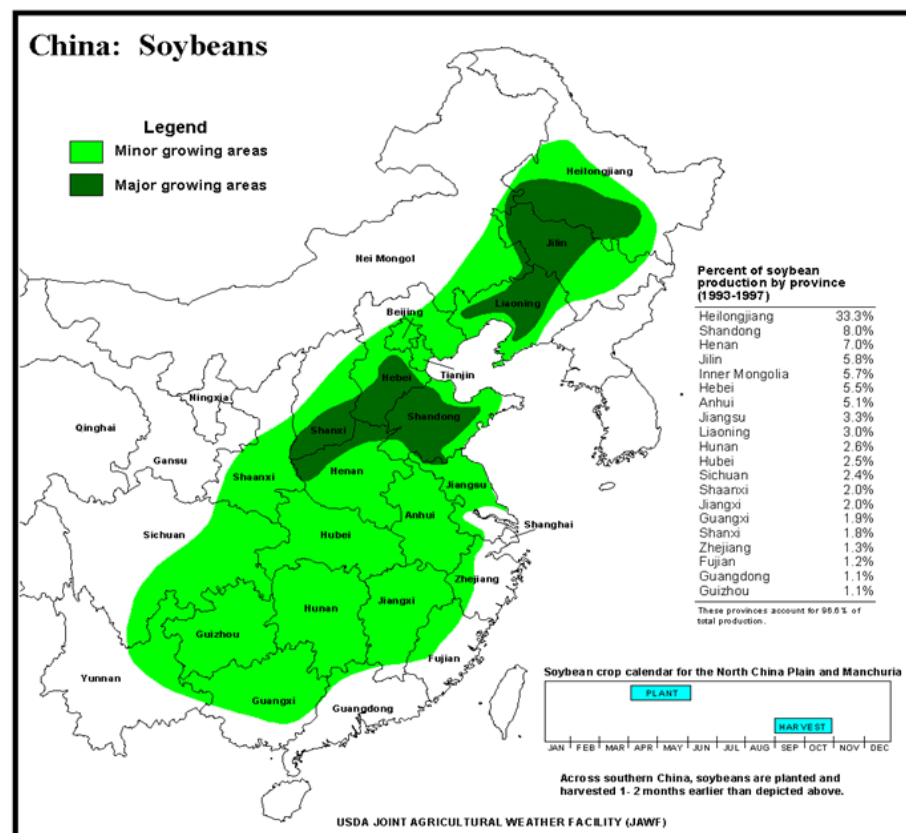 China: Soybeans
Legend
Minor growing areas
Major growing areas
Heilongjiang
Jilin
Nei Mongol
Liaoning
Beijing
Tianjin
Hebei
Ningxia
Shandong
Shanxi
Qinghai
Gansu
Henan
Shaanxi
Jiangsu
Anhui
Shanghai
Sichuan
Hubei
Zhejiang
Hunan
Jiangxi
Guizhou
Fujian
Yunnan
Guangxi
Guangdong
Percent of soybean
production by province
(1993-1997)
Heilongjiang 33.3%
Shandong 8.0%
Henan 7.0%
Jilin 5.8%
Inner Mongolia 5.7%
Hebei 5.5%
Anhui 5.1%
Jiangsu 3.3%
Liaoning 3.0%
Hunan 2.6%
Hubei 2.5%
Sichuan 2.4%
Shaanxi 2.0%
Jiangxi 2.0%
Guangxi 1.9%
Shanxi 1.8%
Zhejiang 1.3%
Fujian 1.2%
Guangdong 1.1%
Guizhou 1.1%
These provinces account for 96.6% of
total production.
Soybean crop calendar for the North China Plain and Manchuria
PLANT
HARVEST
JAN FEB MAR APR MAY JUN JUL AUG SEP OCT NOV DEC
Across southern China, soybeans are planted and
harvested 1- 2 months earlier than depicted above.
USDA JOINT AGRICULTURAL WEATHER FACILITY (JAWF)